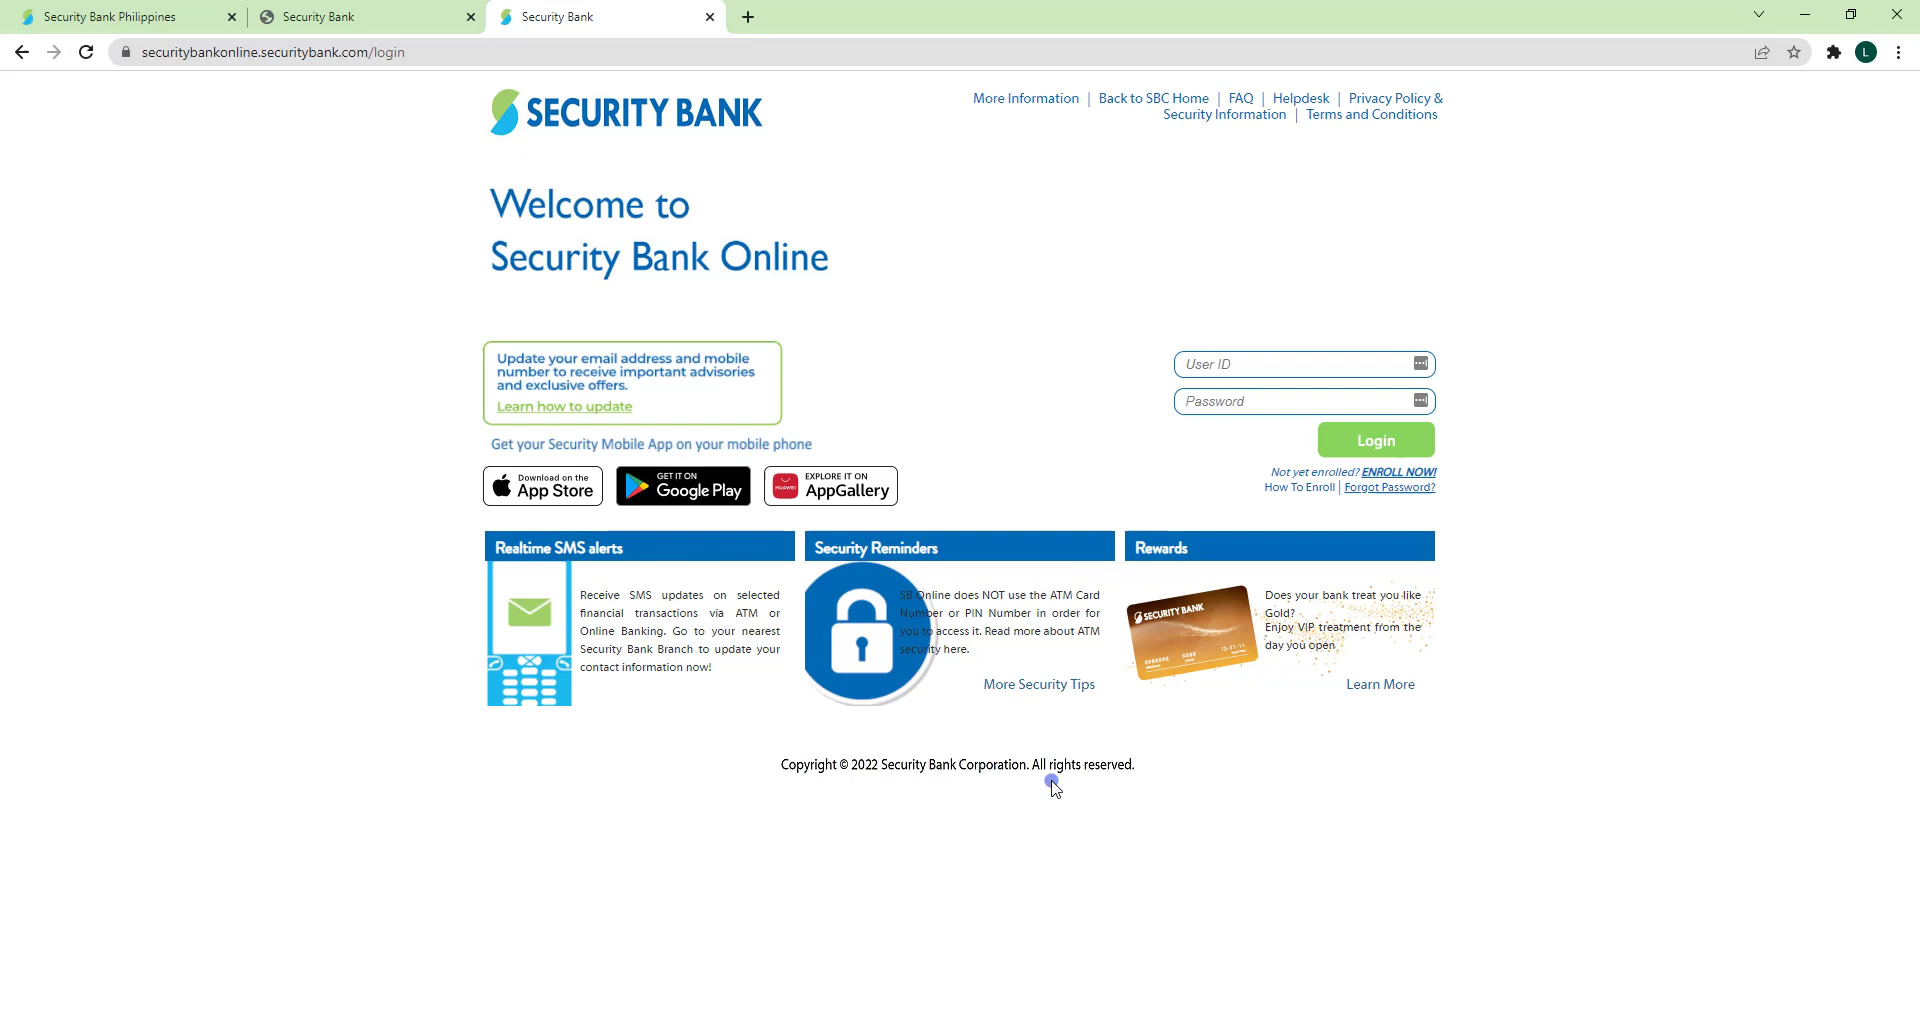 Security Bank Philippines
Security Bank
Security Bank
securitybankonline.securitybank.com/login
L
SECURITY BANK
More Information | Back to SBC Home | FAQ | Helpdesk | Privacy Policy &
Security Information | Terms and Conditions
Welcome to
Security Bank Online
Update your email address and mobile
number to receive important advisories
and exclusive offers.
Learn how to update
User ID
Password
Login
Get your Security Mobile App on your mobile phone
Download on the
App Store
GET IT ON
Google Play
HUAWEI
EXPLORE IT ON
AppGallery
Not yet enrolled? ENROLL NOW!
How To Enroll | Forgot Password?
Realtime SMS alerts
Receive SMS updates on selected
financial transactions via ATM or
Online Banking. Go to your nearest
Security Bank Branch to update your
contact information now!
Security Reminders
SB Online does NOT use the ATM Card
Number or PIN Number in order for
you to access it. Read more about ATM
security here.
More Security Tips
Rewards
SECURITY BANK
Does your bank treat you like
Gold?
Enjoy VIP treatment from the
day you open
Learn More
Copyright © 2022 Security Bank Corporation. All rights reserved.